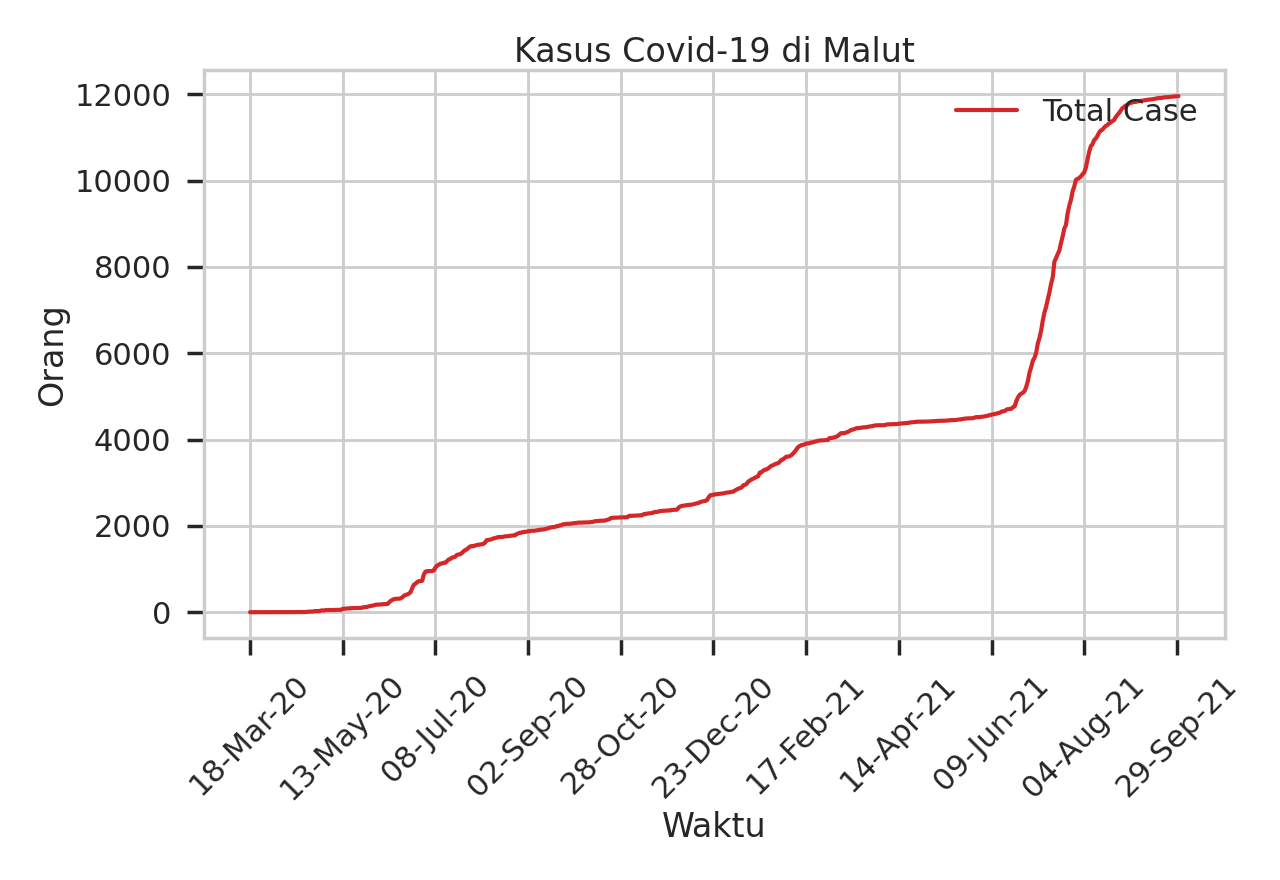 Kasus Covid-19 di Malut
12000
10000
8000
6000
4000
2000
0
Orang
Total Case
18-Mar-20
13-May-20
08-Jul-20
02-Sep-20
28-Oct-20
23-Dec-20
17-Feb-21
14-Apr-21
09-Jun-21
04-Aug-21
29-Sep-21
Waktu